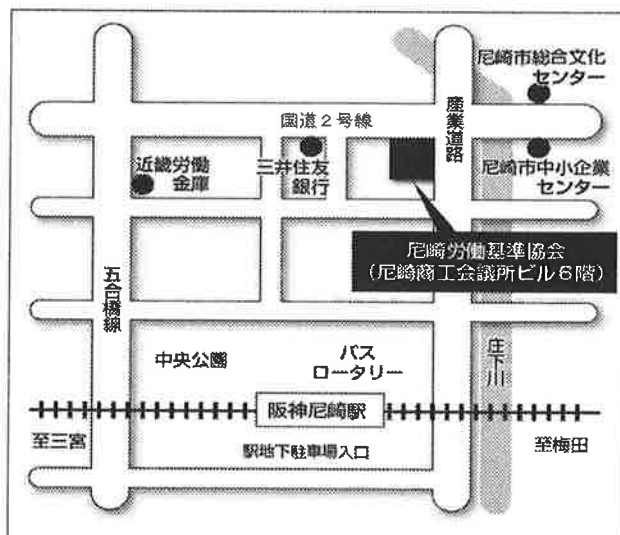 尼崎市総合文化
センター
産業道路
国道2号線
近畿労働
金庫
三井住友
銀行
尼崎市中小企業
センター
尼崎労働基準協会
(尼崎商工会議所ビル6階)
五合橋線
中央公園
バス
ロータリー
庄下川
阪神尼崎駅
至三宮
駅地下駐車場入口
至梅田